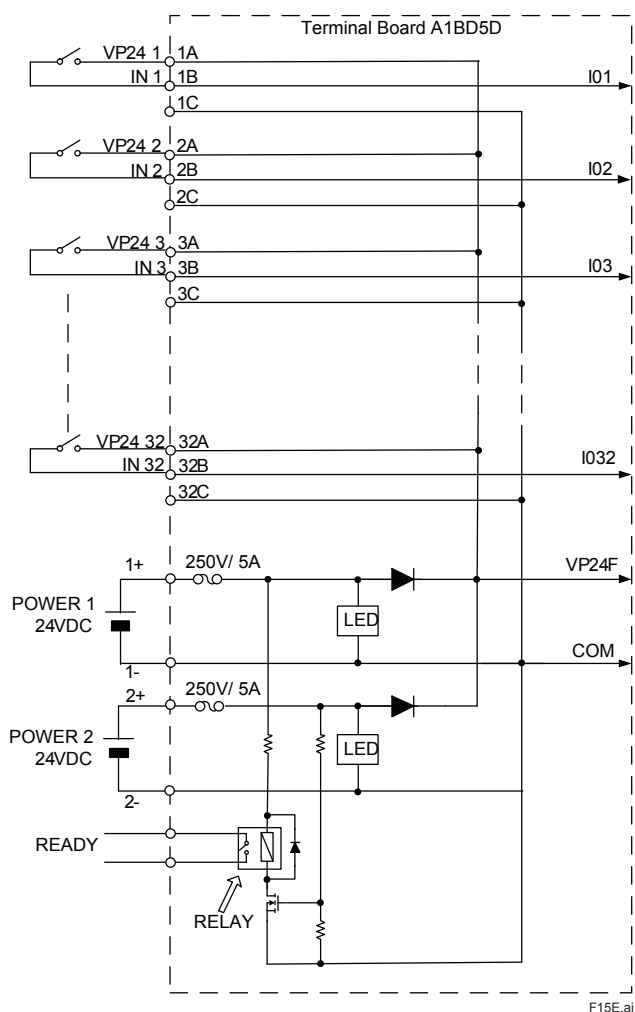 Terminal Board A1BD5D
VP24 1 1A
IN 1 1B I01
1C
VP24 2 2A
IN 2 2B I02
2C
VP24 3 3A
IN 3 3B I03
3C
VP24 32 32A
IN 32 32B I032
32C
1+ 250V/ 5A VP24F
POWER 1
24VDC
LED
COM
1-
2+ 250V/ 5A
POWER 2
24VDC
LED
2-
READY
RELAY
F15E.ai